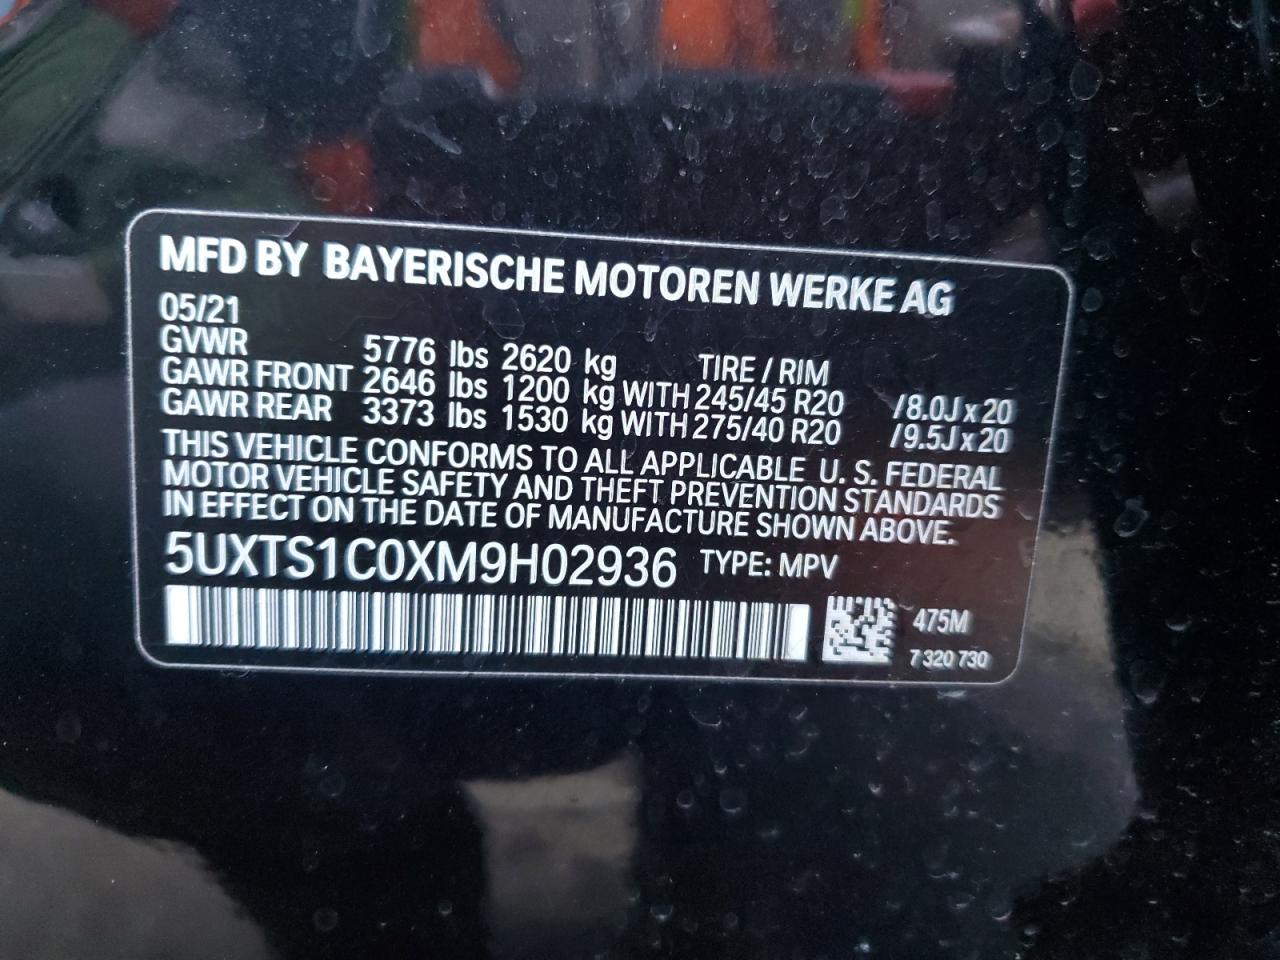 MFD BY BAYERISCHE MOTOREN WERKE AG
05/21
GVWR 5776 lbs 2620 kg TIRE / RIM
GAWR FRONT 2646 lbs 1200 kg WITH 245/45 R20 /8.0J x 20
GAWR REAR 3373 lbs 1530 kg WITH 275/40 R20 /9.5J x 20
THIS VEHICLE CONFORMS TO ALL APPLICABLE U. S. FEDERAL
MOTOR VEHICLE SAFETY AND THEFT PREVENTION STANDARDS
IN EFFECT ON THE DATE OF MANUFACTURE SHOWN ABOVE.
5UXTS1C0XM9H02936 TYPE: MPV
475M
7 320 730